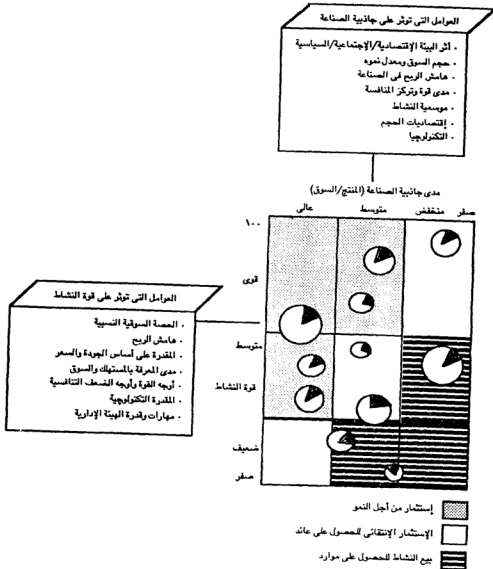 العوامل التى تؤثر على جاذبية الصناعة
• أثر البيئة الإقتصادية/الإجتماعية/السياسية
• حجم السوق ومعدل نموه
• هامش الربح فى الصناعة
• مدى قوة وتركز المنافسة
• موسمية النشاط
• إقتصاديات الحجم
• التكنولوجيا
مدى جاذبية الصناعة (المنتج/السوق)
عالى متوسط منخفض صفر
١٠٠
قوى
متوسط
قوة النشاط
ضعيف
صفر
العوامل التى توثر على قوة النشاط
• الحصة السوقية النسبية
• هامش الربح
• المقدرة على أساس الجودة والسعر
• مدى المعرفة بالمستهلك والسوق
• أوجه القوة وأوجه الضعف التنافسية
• المقدرة التكنولوچية
• مهارات وقدرة الهيئة الإدارية
إستثمار من أجل النمو
الإستثمار الإنتقائى للحصول على عائد
بيع النشاط للحصول على موارد